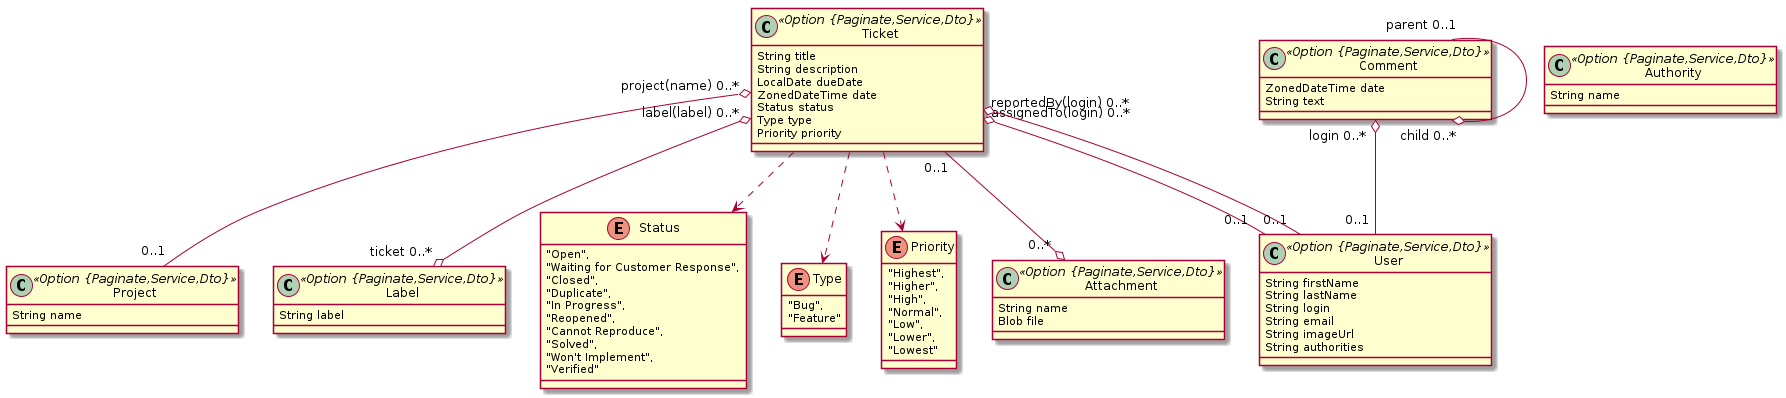 C «Option {Paginate,Service,Dto}»
Ticket
String title
String description
LocalDate dueDate
ZonedDateTime date
Status status
Type type
Priority priority
parent 0..1
C «Option {Paginate,Service,Dto}»
Comment
ZonedDateTime date
String text
C «Option {Paginate,Service,Dto}»
Authority
String name
project(name) 0..*
label(label) 0..*
reportedBy(login) 0..*
assignedTo(login) 0..*
login 0..*
child 0..*
0..1
0..1
ticket 0..*
0..*
0..1
0..1
0..1
C «Option {Paginate,Service,Dto}»
Project
String name
C «Option {Paginate,Service,Dto}»
Label
String label
E Status
"Open",
"Waiting for Customer Response",
"Closed",
"Duplicate",
"In Progress",
"Reopened",
"Cannot Reproduce",
"Solved",
"Won't Implement",
"Verified"
E Type
"Bug",
"Feature"
E Priority
"Highest",
"Higher",
"High",
"Normal",
"Low",
"Lower",
"Lowest"
C «Option {Paginate,Service,Dto}»
Attachment
String name
Blob file
C «Option {Paginate,Service,Dto}»
User
String firstName
String lastName
String login
String email
String imageUrl
String authorities